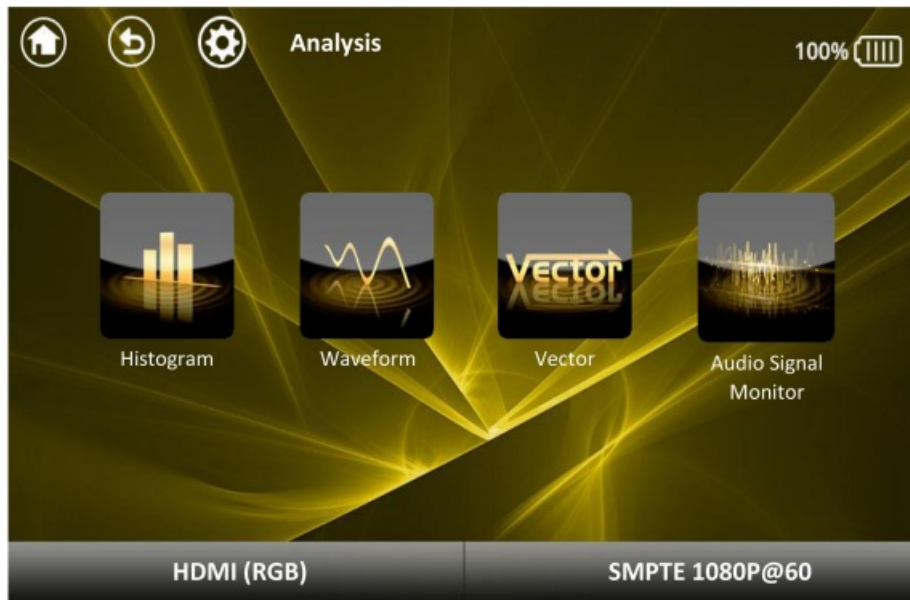 Analysis
100%
Vector
Histogram
Waveform
Vector
Audio Signal
Monitor
HDMI (RGB)
SMPTE 1080P@60